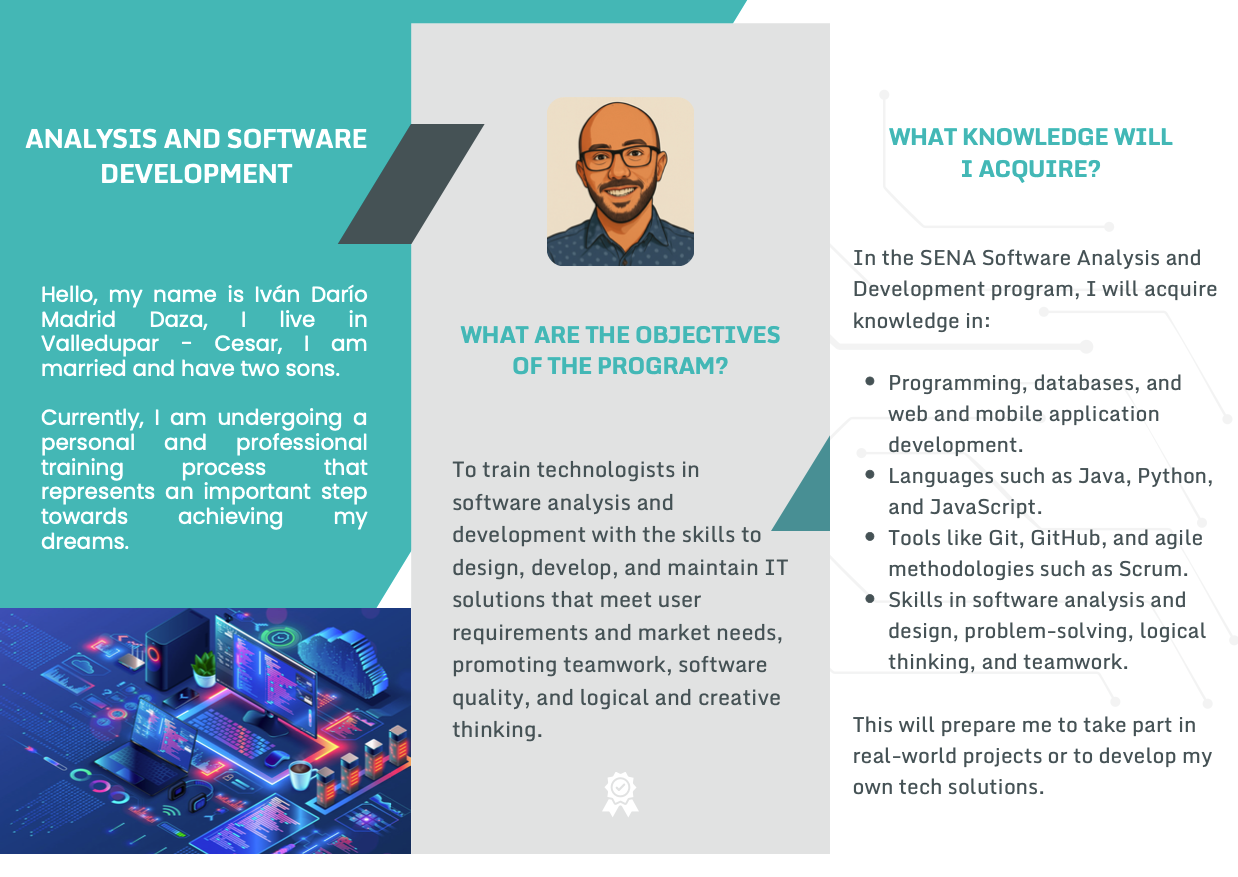 ANALYSIS AND SOFTWARE
DEVELOPMENT
Hello, my name is Iván Darío
Madrid Daza, I live in
Valledupar - Cesar, I am
married and have two sons.
Currently, I am undergoing a
personal and professional
training process that
represents an important step
towards achieving my
dreams.
WHAT ARE THE OBJECTIVES
OF THE PROGRAM?
To train technologists in
software analysis and
development with the skills to
design, develop, and maintain IT
solutions that meet user
requirements and market needs,
promoting teamwork, software
quality, and logical and creative
thinking.
WHAT KNOWLEDGE WILL
I ACQUIRE?
In the SENA Software Analysis and
Development program, I will acquire
knowledge in:
• Programming, databases, and
web and mobile application
development.
• Languages such as Java, Python,
and JavaScript.
• Tools like Git, GitHub, and agile
methodologies such as Scrum.
• Skills in software analysis and
design, problem-solving, logical
thinking, and teamwork.
This will prepare me to take part in
real-world projects or to develop my
own tech solutions.